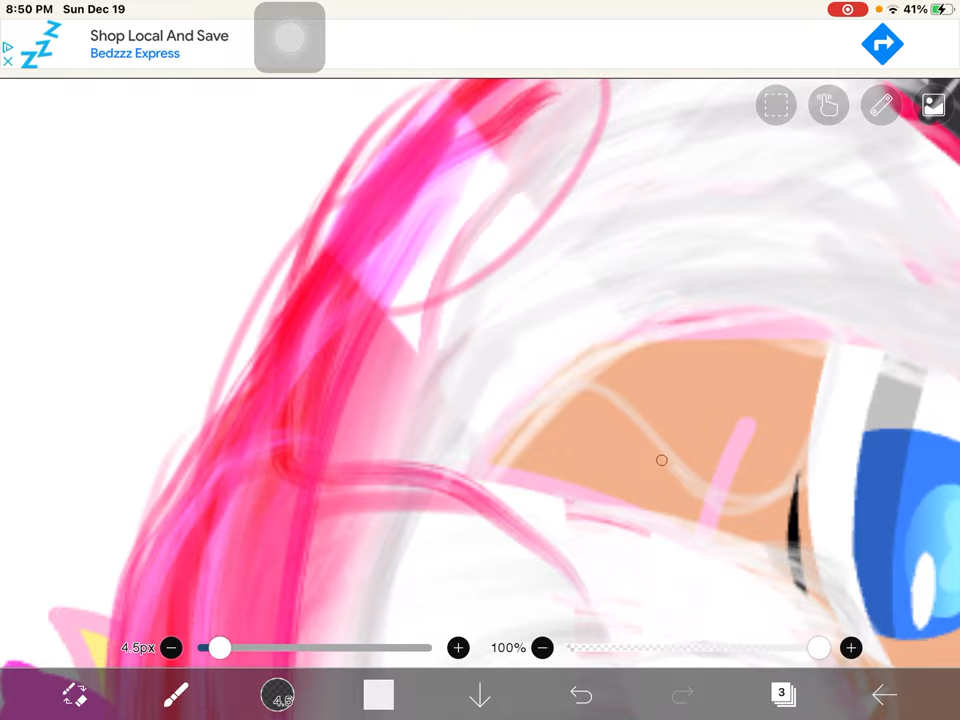 8:50 PM Sun Dec 19
41%
Shop Local And Save
Bedzzz Express
4.5px
100%
4.5
3